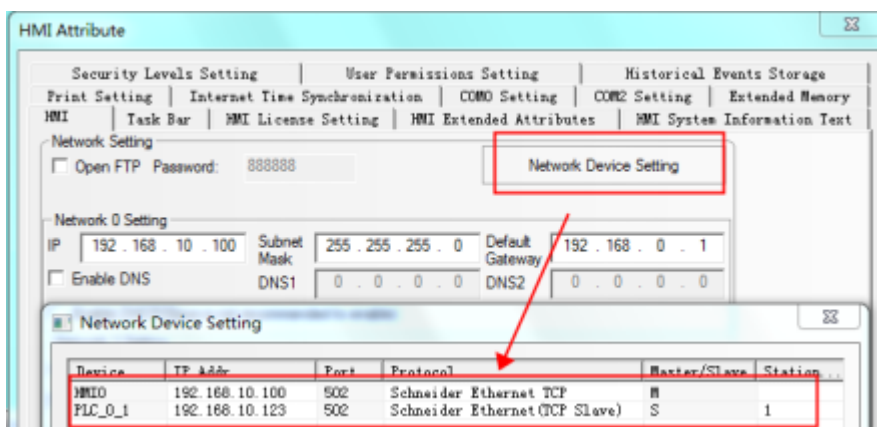 HMI Attribute
Security Levels Setting User Permissions Setting Historical Events Storage
Print Setting Internet Time Synchronization COM0 Setting COM2 Setting Extended Memory
HMI Task Bar HMI License Setting HMI Extended Attributes HMI System Information Text
Network Setting
Open FTP Password: 888888 Network Device Setting
Network 0 Setting
IP 192 . 168 . 10 . 100 Subnet Mask 255 . 255 . 255 . 0 Default Gateway 192 . 168 . 0 . 1
Enable DNS DNS1 0 . 0 . 0 . 0 DNS2 0 . 0 . 0 . 0
Network Device Setting
Device IP Addr Port Protocol Master/Slave Station...
HMI0 192.168.10.100 502 Schneider Ethernet TCP M
PLC_0_1 192.168.10.123 502 Schneider Ethernet(TCP Slave) S 1